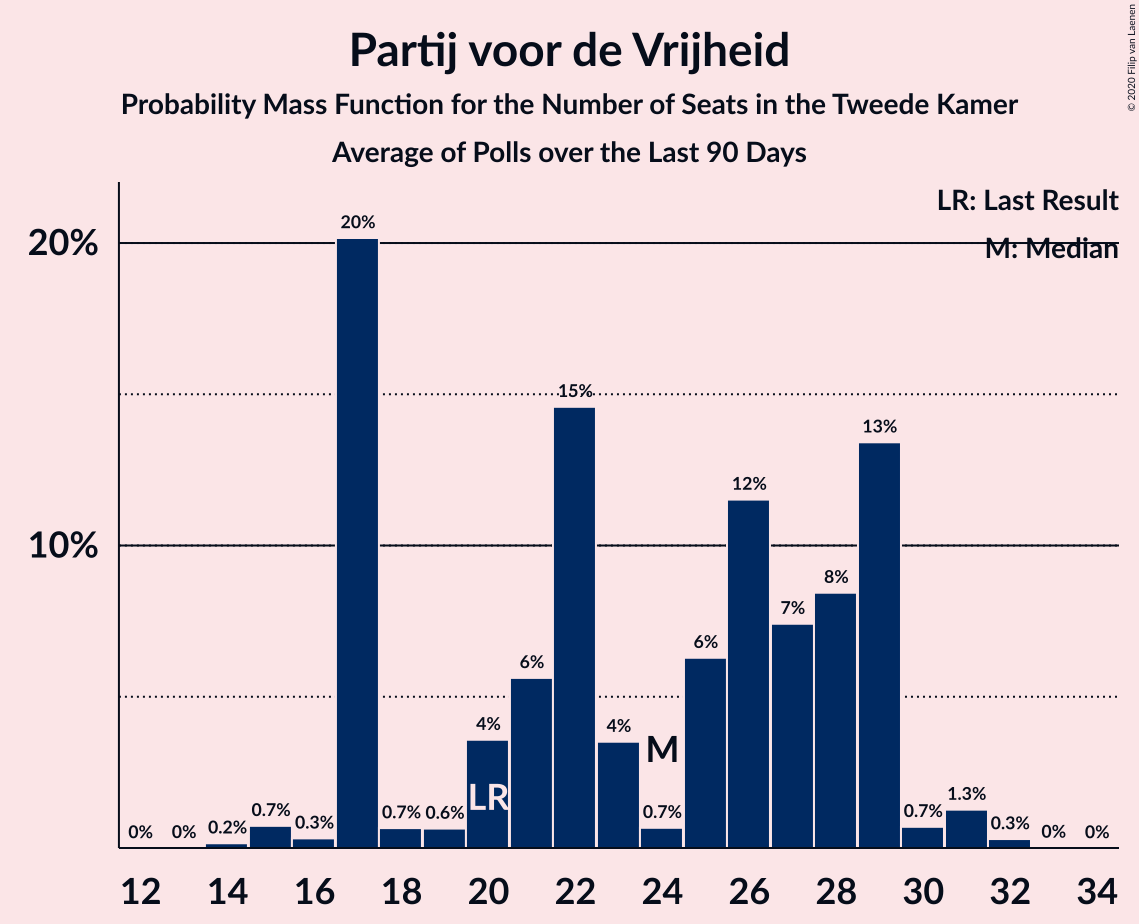 Partij voor de Vrijheid
Probability Mass Function for the Number of Seats in the Tweede Kamer
Average of Polls over the Last 90 Days
© 2020 Filip van Laenen
LR: Last Result
M: Median
20%
10%
0%
0%
0.2%
0.7%
0.3%
20%
0.7%
0.6%
4%
LR
6%
15%
4%
M
0.7%
6%
12%
7%
8%
13%
0.7%
1.3%
0.3%
0%
0%
12 14 16 18 20 22 24 26 28 30 32 34